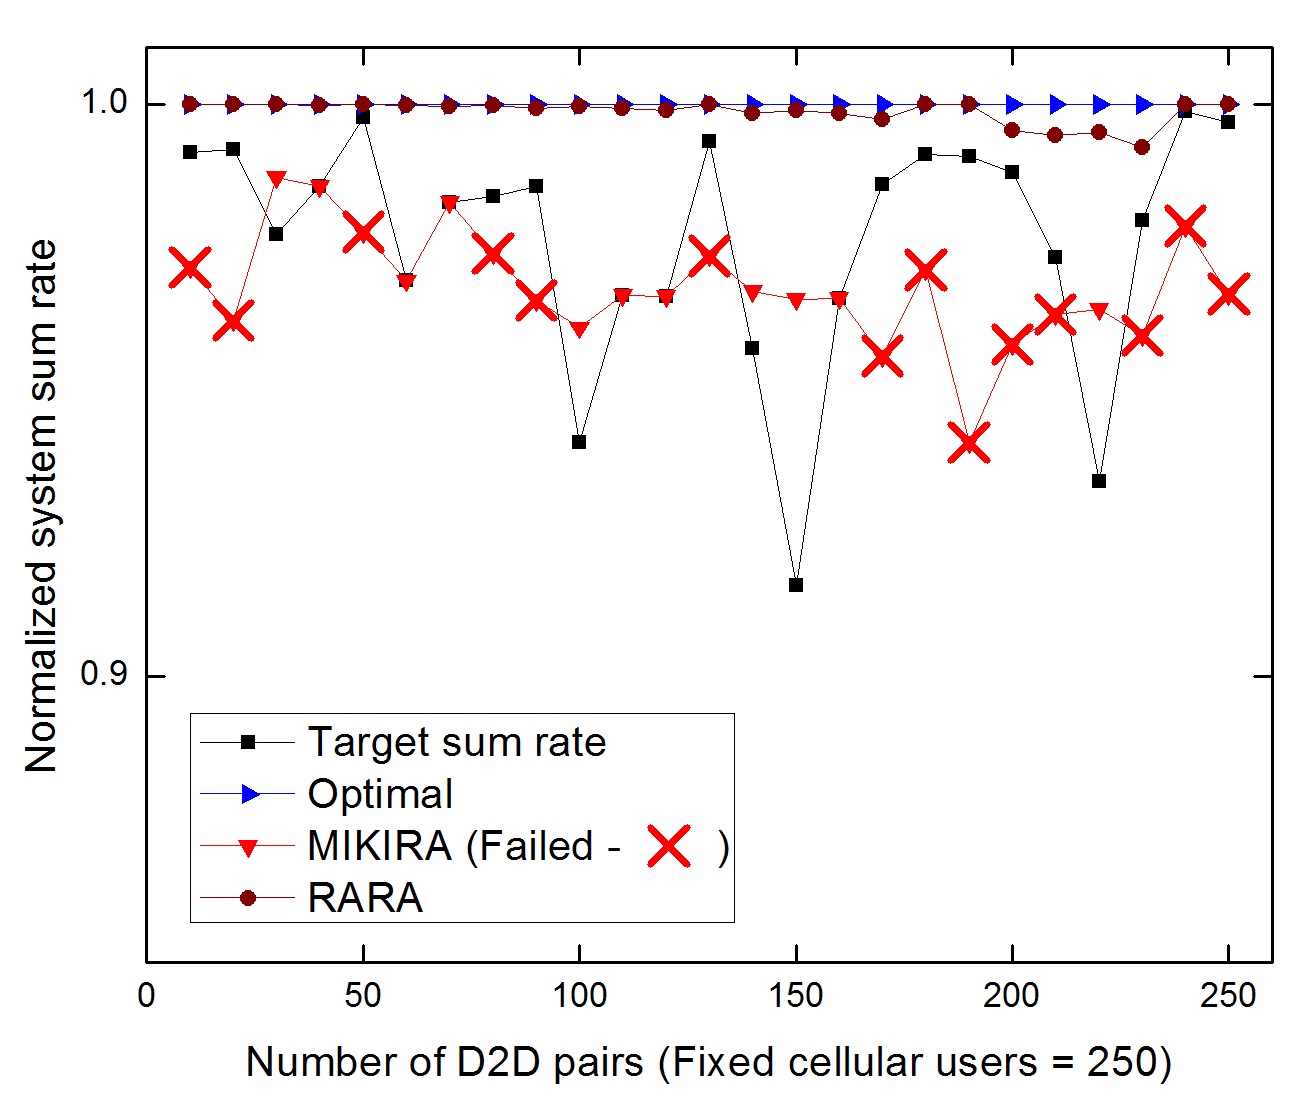 Normalized system sum rate
1.0
0.9
Target sum rate
Optimal
MIKIRA (Failed - )
RARA
0 50 100 150 200 250
Number of D2D pairs (Fixed cellular users = 250)